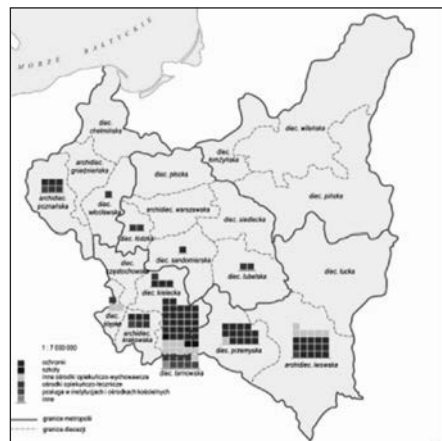 MORZE BAŁTYCKIE
diec. chełmińska
diec. wileńska
diec. łomżyńska
archidiec. gnieźnieńska
diec. płocka
diec. pińska
archidiec. poznańska
diec. włocławska
archidiec. warszawska
diec. siedlecka
diec. łódzka
diec. sandomierska
diec. lubelska
diec. łucka
diec. częstochowska
diec. kielecka
diec. śląska
archidiec. krakowska
diec. tarnowska
diec. przemyska
archidiec. lwowska
1 : 7 000 000
ochronki
szkoły
inne ośrodki opiekuńczo-wychowawcze
ośrodki opiekuńczo-lecznicze
posługa w instytucjach i ośrodkach kościelnych
inne
granica metropolii
granica diecezji